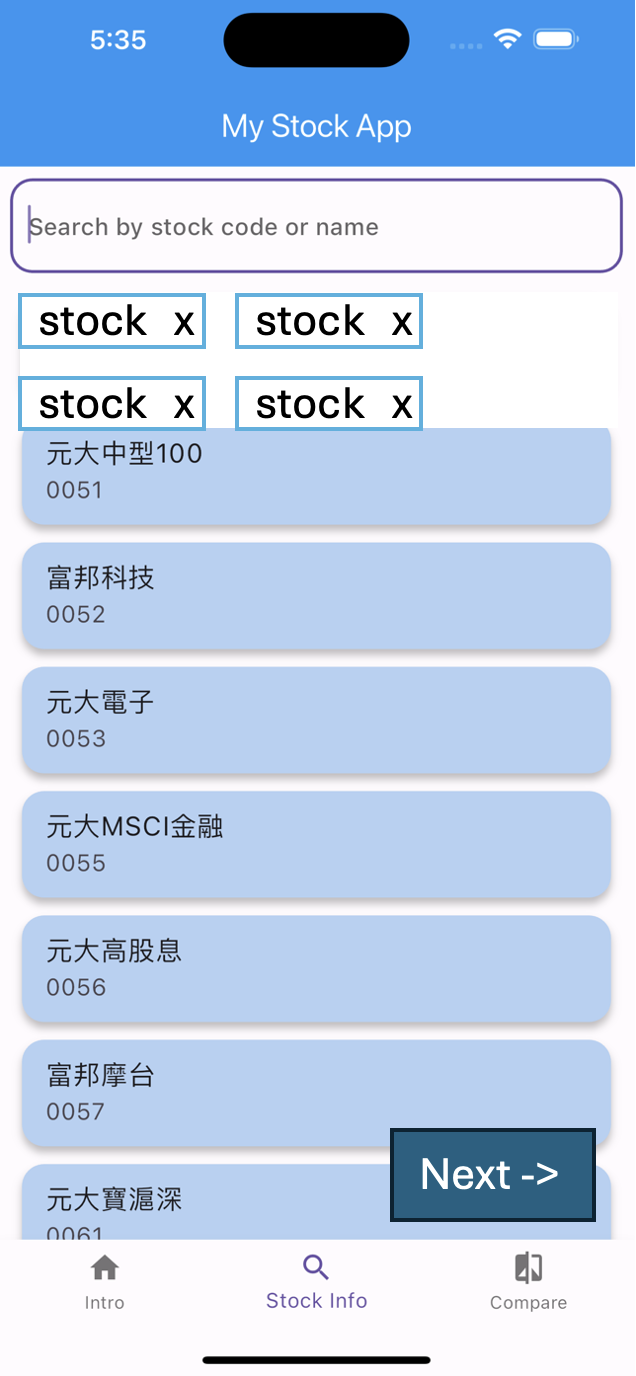 5:35
My Stock App
Search by stock code or name
stock x stock x
stock x stock x
元大中型100
0051
富邦科技
0052
元大電子
0053
元大MSCI金融
0055
元大高股息
0056
富邦摩台
0057
Next ->
元大寶滬深
0061
Intro Stock Info Compare